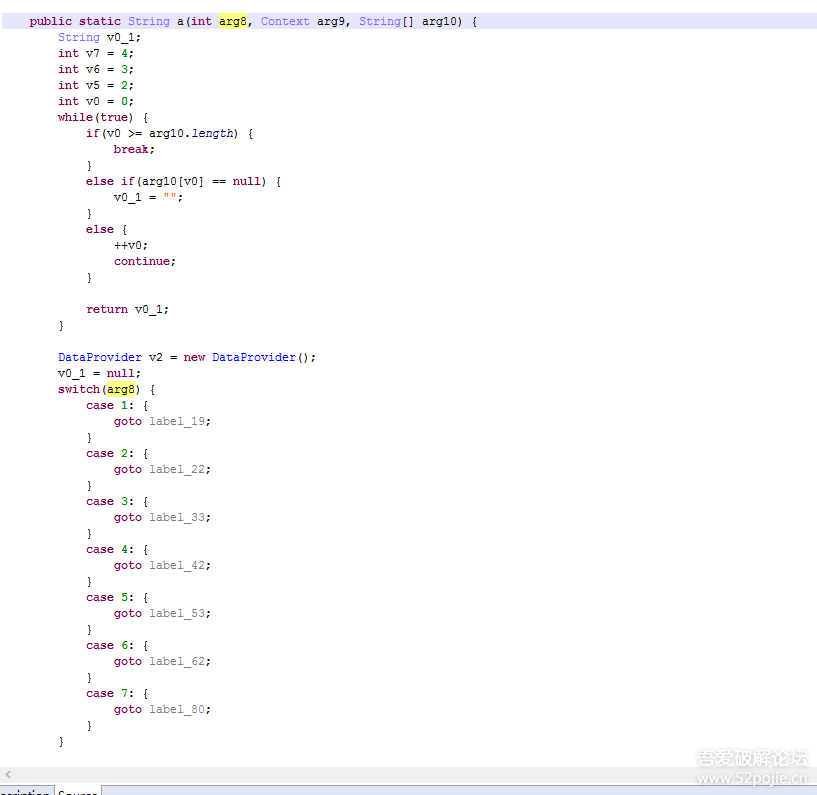 public static String a(int arg8, Context arg9, String[] arg10) {
String v0_1;
int v7 = 4;
int v6 = 3;
int v5 = 2;
int v0 = 0;
while(true) {
if(v0 >= arg10.length) {
break;
}
else if(arg10[v0] == null) {
v0_1 = "";
}
else {
++v0;
continue;
}
return v0_1;
}
DataProvider v2 = new DataProvider();
v0_1 = null;
switch(arg8) {
case 1: {
goto label_19;
}
case 2: {
goto label_22;
}
case 3: {
goto label_33;
}
case 4: {
goto label_42;
}
case 5: {
goto label_53;
}
case 6: {
goto label_62;
}
case 7: {
goto label_80;
}
}
吾爱破解论坛
www.52pojie.cn